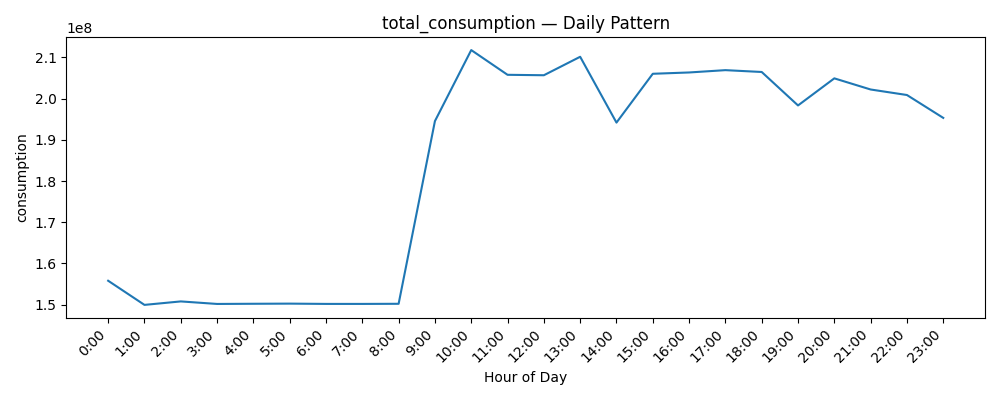 total_consumption — Daily Pattern
1e8
2.1
2.0
1.9
1.8
1.7
1.6
1.5
consumption
0:00 1:00 2:00 3:00 4:00 5:00 6:00 7:00 8:00 9:00 10:00 11:00 12:00 13:00 14:00 15:00 16:00 17:00 18:00 19:00 20:00 21:00 22:00 23:00
Hour of Day